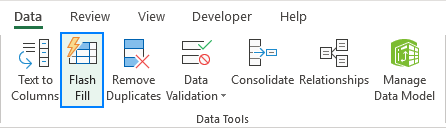 Data Review View Developer Help
Text to Columns
Flash Fill
Remove Duplicates
Data Validation
Consolidate
Relationships
Manage Data Model
Data Tools